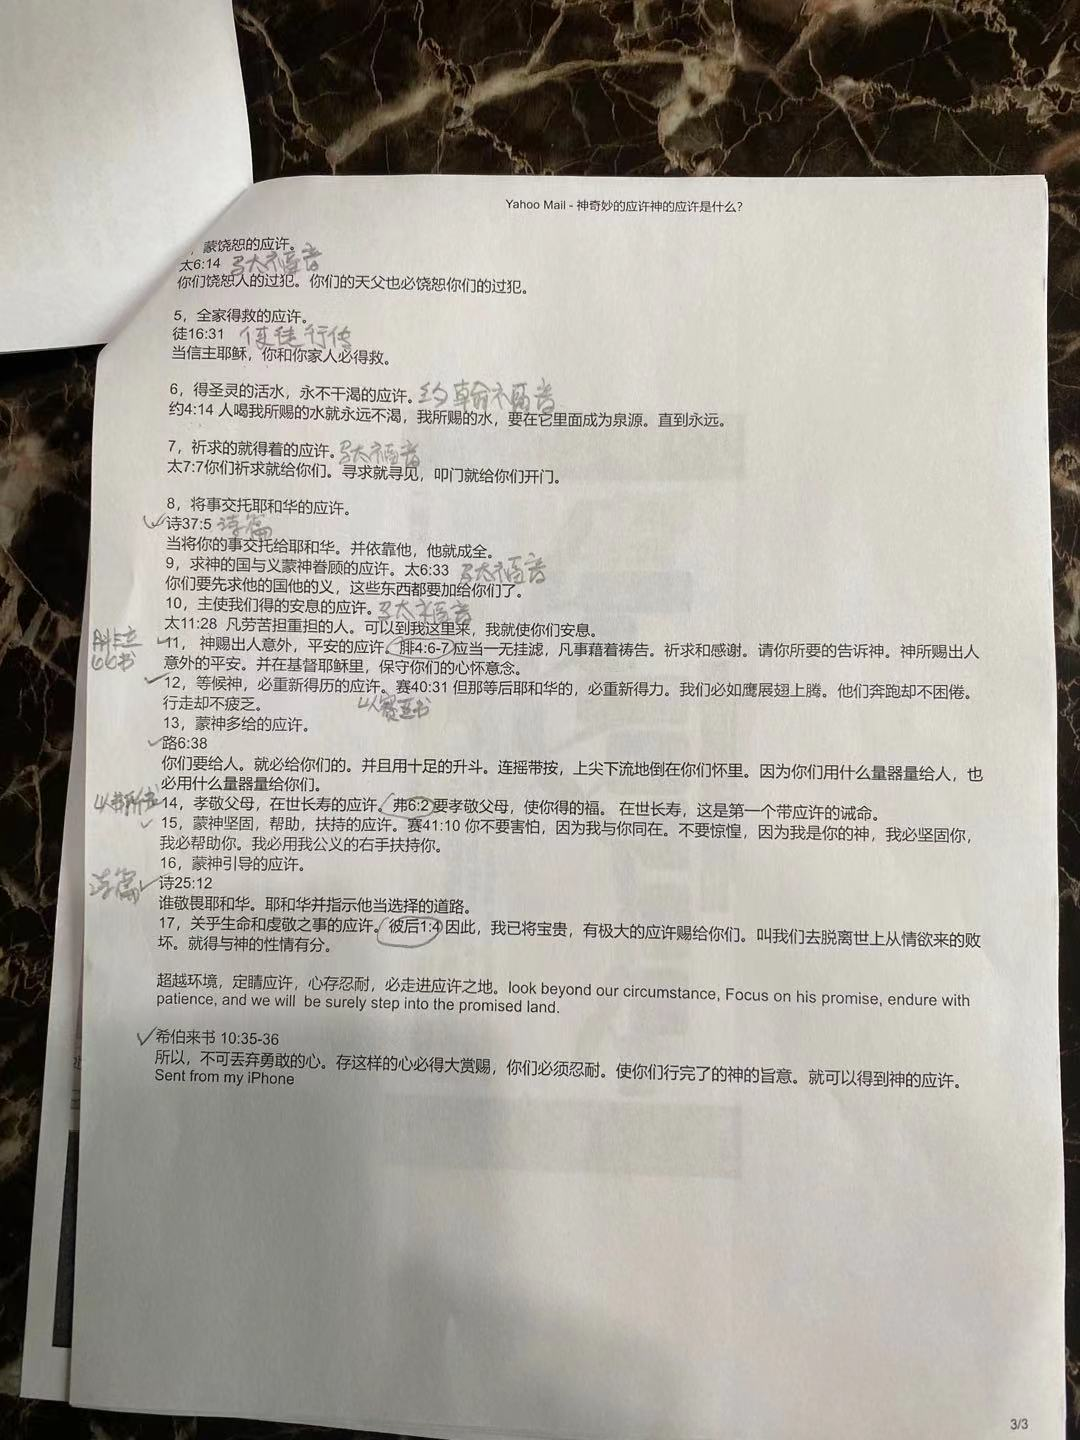 Yahoo Mail - 神奇妙的应许神的应许是什么?
，蒙饶恕的应许。
太6:14 马太福音
你们饶恕人的过犯。你们的天父也必饶恕你们的过犯。
5，全家得救的应许。
徒16:31 使徒行传
当信主耶稣，你和你家人必得救。
6，得圣灵的活水，永不干渴的应许。约翰福音
约4:14 人喝我所赐的水就永远不渴，我所赐的水，要在它里面成为泉源。直到永远。
7，祈求的就得着的应许。马太福音
太7:7你们祈求就给你们。寻求就寻见，叩门就给你们开门。
8，将事交托耶和华的应许。
诗37:5 诗篇
当将你的事交托给耶和华。并依靠他，他就成全。
9，求神的国与义蒙神眷顾的应许。太6:33 马太福音
你们要先求他的国他的义，这些东西都要加给你们了。
10，主使我们得的安息的应许。马太福音
太11:28 凡劳苦担重担的人。可以到我这里来，我就使你们安息。
腓立
比书
11， 神赐出人意外，平安的应许。腓4:6-7应当一无挂滤，凡事藉着祷告。祈求和感谢。请你所要的告诉神。神所赐出人
意外的平安。并在基督耶稣里，保守你们的心怀意念。
12，等候神，必重新得历的应许。赛40:31 但那等后耶和华的，必重新得力。我们必如鹰展翅上腾。他们奔跑却不困倦。
行走却不疲乏。 以赛亚书
13，蒙神多给的应许。
路6:38
你们要给人。就必给你们的。并且用十足的升斗。连摇带按，上尖下流地倒在你们怀里。因为你们用什么量器量给人，也
必用什么量器量给你们。
以弗所书 14，孝敬父母，在世长寿的应许。弗6:2 要孝敬父母，使你得的福。 在世长寿，这是第一个带应许的诫命。
15，蒙神坚固，帮助，扶持的应许。赛41:10 你不要害怕，因为我与你同在。不要惊惶，因为我是你的神，我必坚固你，
我必帮助你。我必用我公义的右手扶持你。
16，蒙神引导的应许。
诗篇 诗25:12
谁敬畏耶和华。耶和华并指示他当选择的道路。
17，关乎生命和虔敬之事的应许。彼后1:4 因此，我已将宝贵，有极大的应许赐给你们。叫我们去脱离世上从情欲来的败
坏。就得与神的性情有分。
超越环境，定睛应许，心存忍耐，必走进应许之地。look beyond our circumstance, Focus on his promise, endure with
patience, and we will be surely step into the promised land.
希伯来书 10:35-36
所以，不可丢弃勇敢的心。存这样的心必得大赏赐，你们必须忍耐。使你们行完了的神的旨意。就可以得到神的应许。
Sent from my iPhone
3/3